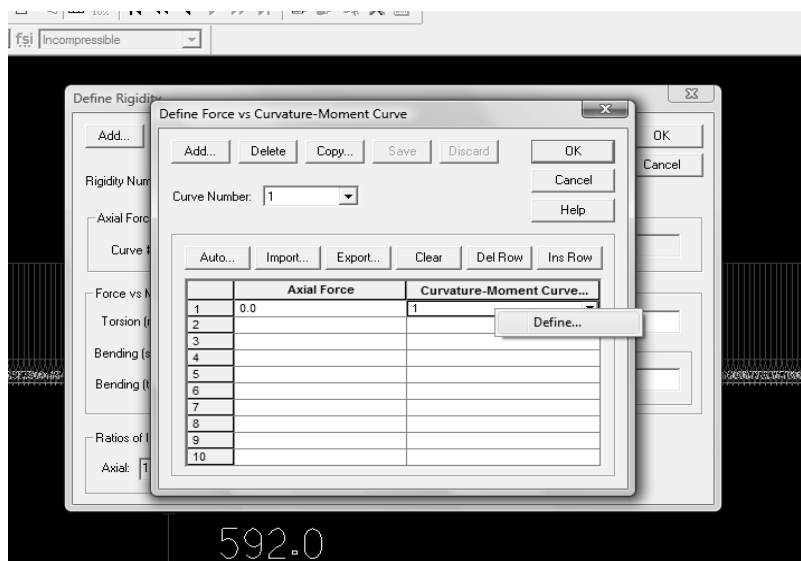 fsi Incompressible
Define Rigidity
Define Force vs Curvature-Moment Curve
Add...
OK
Cancel
Rigidity Num
Axial Forc
Curve #
Force vs M
Torsion (r
Bending (s
Bending (t
Ratios of I
Axial: 1
Add... Delete Copy... Save Discard OK
Cancel
Curve Number: 1
Help
Auto... Import... Export... Clear Del Row Ins Row
Axial Force Curvature-Moment Curve...
1 0.0 1
Define...
2
3
4
5
6
7
8
9
10
592.0